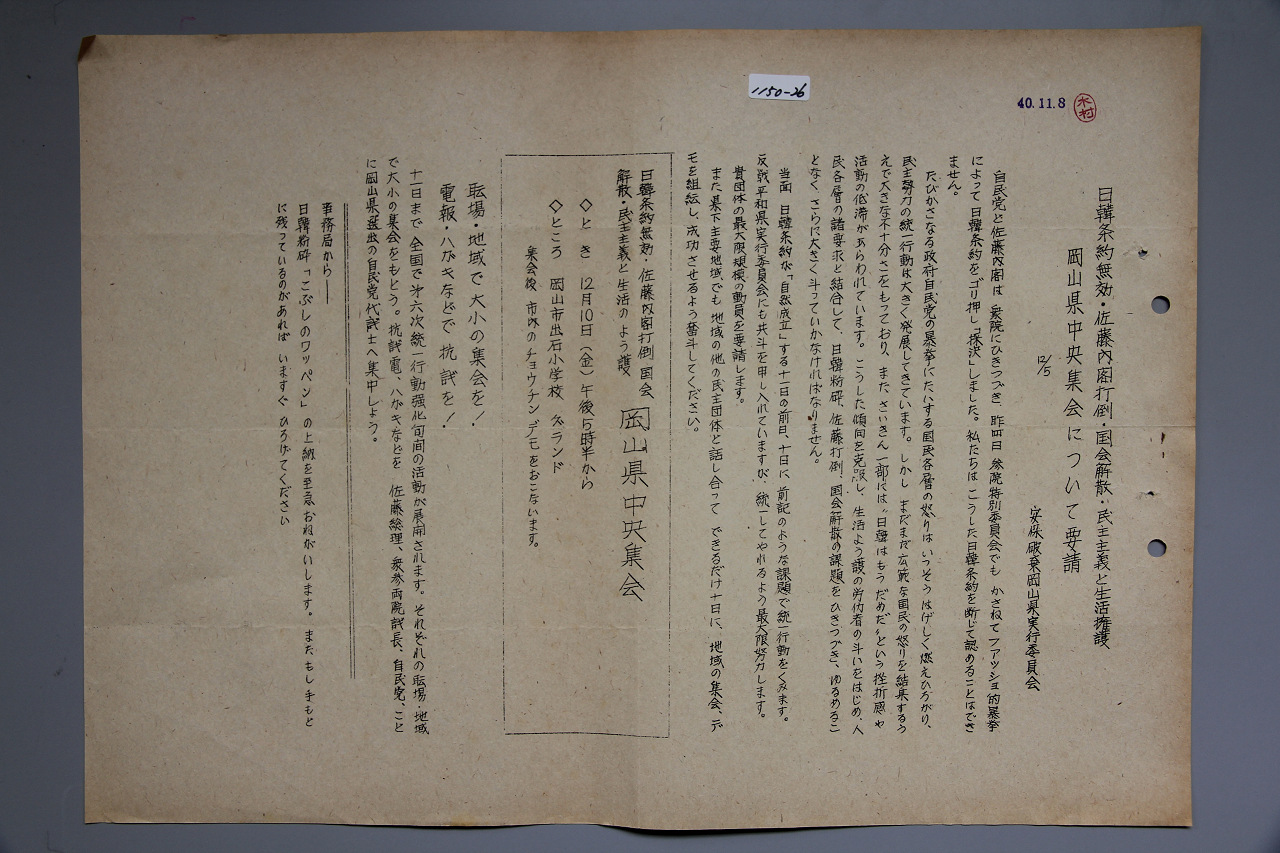 1150-26
40.11.8
木村
日韓条約無効・佐藤内閣打倒・国会解散・民主主義と生活擁護
岡山県中央集会について要請
12/5
安保破棄岡山県実行委員会
自民党と佐藤内閣は 衆院にひきつづき、昨四日 参院特別委員会でも かさねてファッショ的暴挙
によって日韓条約をゴリ押し「採決」しました。私たちは こうした日韓条約を断じて認めることはでき
ません。
たびかさなる政府自民党の暴挙にたいする国民各層の怒りは いっそうはげしく燃えひろがり、
民主勢力の統一行動は大きく発展してきています。しかし まだまだ広範な国民の怒りを結集するう
えで大きな不十分さをもっており、また さいきん一部には〝日韓はもうだめだ〟という挫折感や
活動の停滞があらわれています。こうした傾向を克服し、生活よう護の労仂者の斗いをはじめ、人
民各層の諸要求と結合して、日韓粉砕、佐藤打倒、国会解散の課題をひきつづき、ゆるめるこ
となく、さらに大きく斗っていかなければなりません。
当面 日韓条約が「自然成立」する十一日の前日、十日に 前記のような課題で統一行動をくみます。
反戦平和県実行委員会にも共斗を申し入れていますが、統一してやれるよう最大限努力します。
貴団体の最大限規模の動員を要請します。
また県下主要地域でも 地域の他の民主団体と話し合って できるだけ十日に、地域の集会、デ
モを組織し、成功させるよう奮斗してください。
日韓条約無効・佐藤内閣打倒 国会
解散・民主主義と生活のよう護
岡山県中央集会
◇と き 12月10日(金)午後5時半から
◇ところ 岡山市出石小学校 グランド
集会後 市内のチョウチンデモをおこないます。
職場・地域で大小の集会を!
電報・ハガキなどで抗議を!
十一日まで 全国で第六次統一行動強化旬間の活動が展開されます。それぞれの職場・地域
で大小の集会をもとう。抗議電、ハガキなどを 佐藤総理、衆参両院議長、自民党、こと
に岡山県選出の自民党代議士へ集中しよう。
事務局から――
日韓粉砕「こぶしのワッペン」の上納を至急おねがいします。またもし手もと
に残っているのがあれば いますぐ ひろげてください